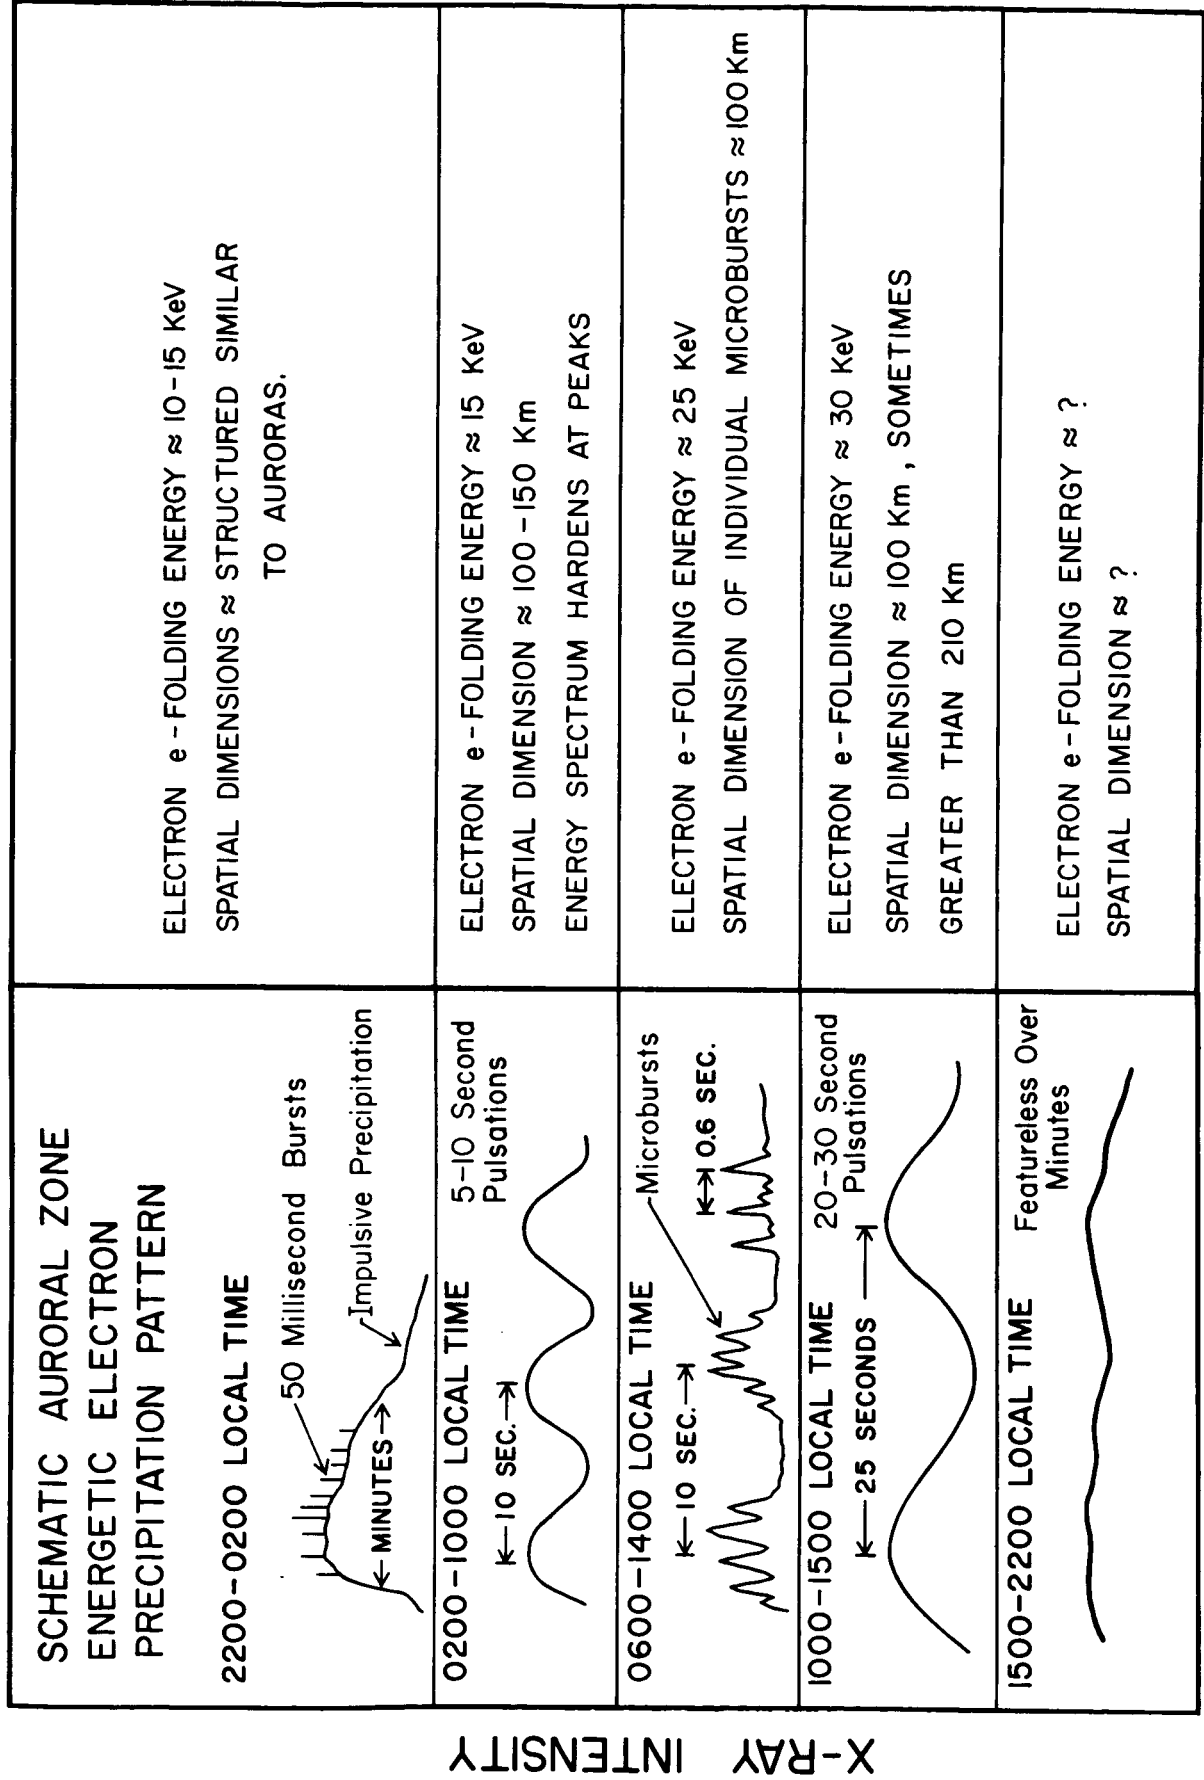 X-RAY INTENSITY
SCHEMATIC AURORAL ZONE
ENERGETIC ELECTRON
PRECIPITATION PATTERN
2200-0200 LOCAL TIME
50 Millisecond Bursts
Impulsive Precipitation
MINUTES
ELECTRON e-FOLDING ENERGY ≈ 10-15 KeV
SPATIAL DIMENSIONS ≈ STRUCTURED SIMILAR
TO AURORAS.
0200-1000 LOCAL TIME
5-10 Second
Pulsations
10 SEC.
ELECTRON e-FOLDING ENERGY ≈ 15 KeV
SPATIAL DIMENSION ≈ 100-150 Km
ENERGY SPECTRUM HARDENS AT PEAKS
0600-1400 LOCAL TIME
Microbursts
10 SEC.
0.6 SEC.
ELECTRON e-FOLDING ENERGY ≈ 25 KeV
SPATIAL DIMENSION OF INDIVIDUAL MICROBURSTS ≈ 100 Km
1000-1500 LOCAL TIME
20-30 Second
Pulsations
25 SECONDS
ELECTRON e-FOLDING ENERGY ≈ 30 KeV
SPATIAL DIMENSION ≈ 100 Km, SOMETIMES
GREATER THAN 210 Km
1500-2200 LOCAL TIME
Featureless Over
Minutes
ELECTRON e-FOLDING ENERGY ≈ ?
SPATIAL DIMENSION ≈ ?